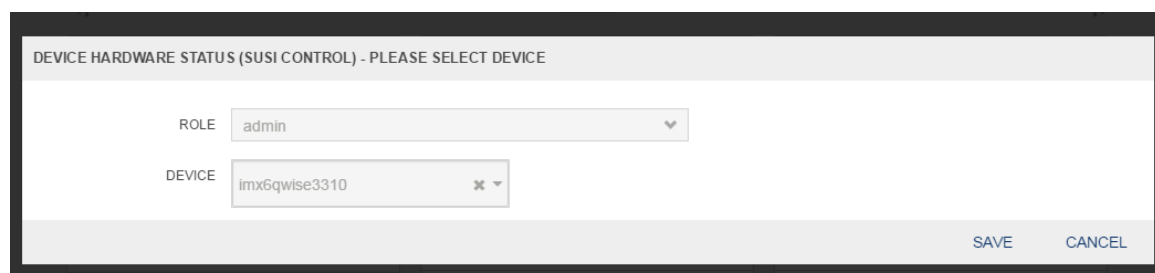 DEVICE HARDWARE STATUS (SUSI CONTROL) - PLEASE SELECT DEVICE
ROLE admin
DEVICE imx6qwise3310
SAVE CANCEL